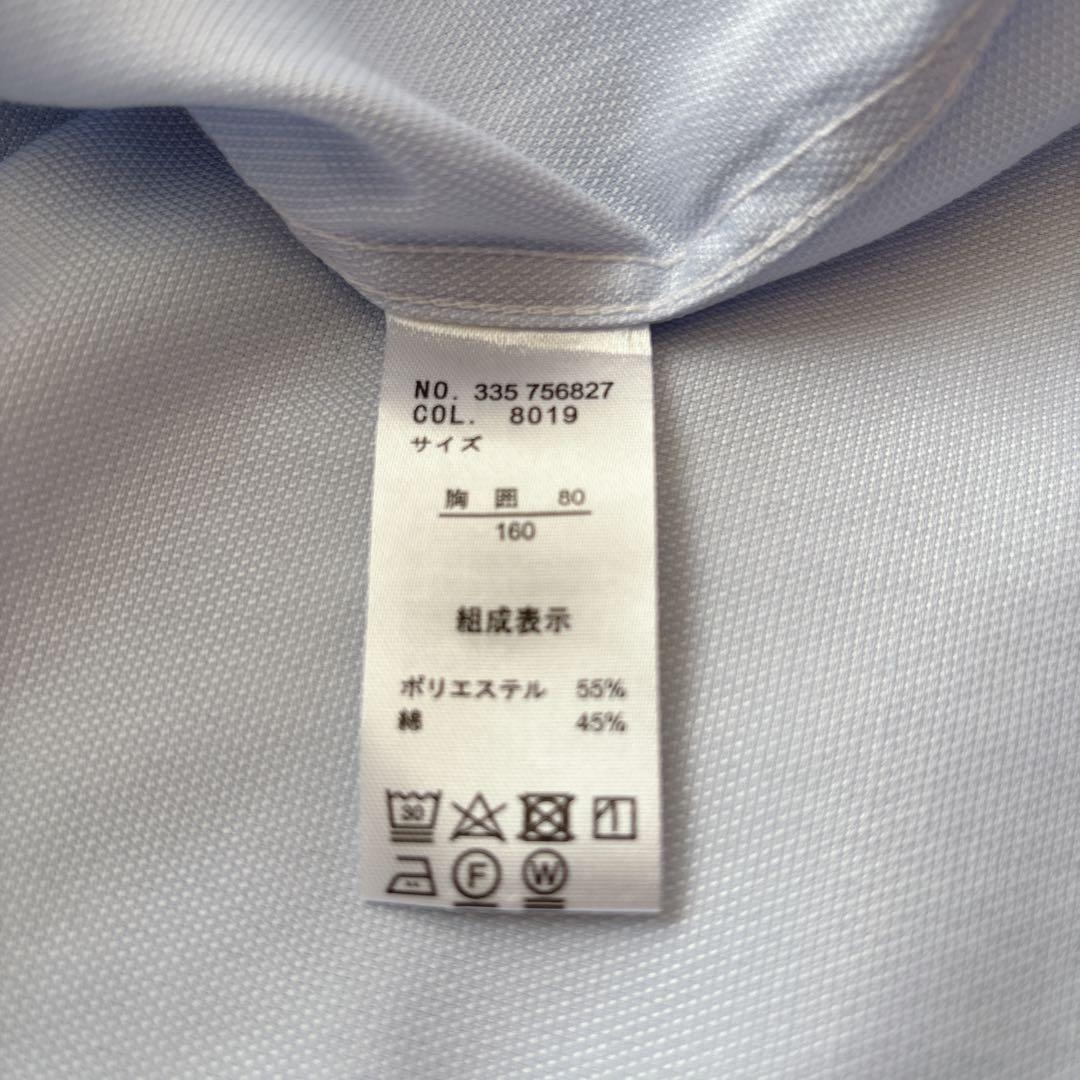 NO. 335 756827
COL. 8019
サイズ
胸 囲 80
160
組成表示
ポリエステル 55%
綿 45%
30
F W